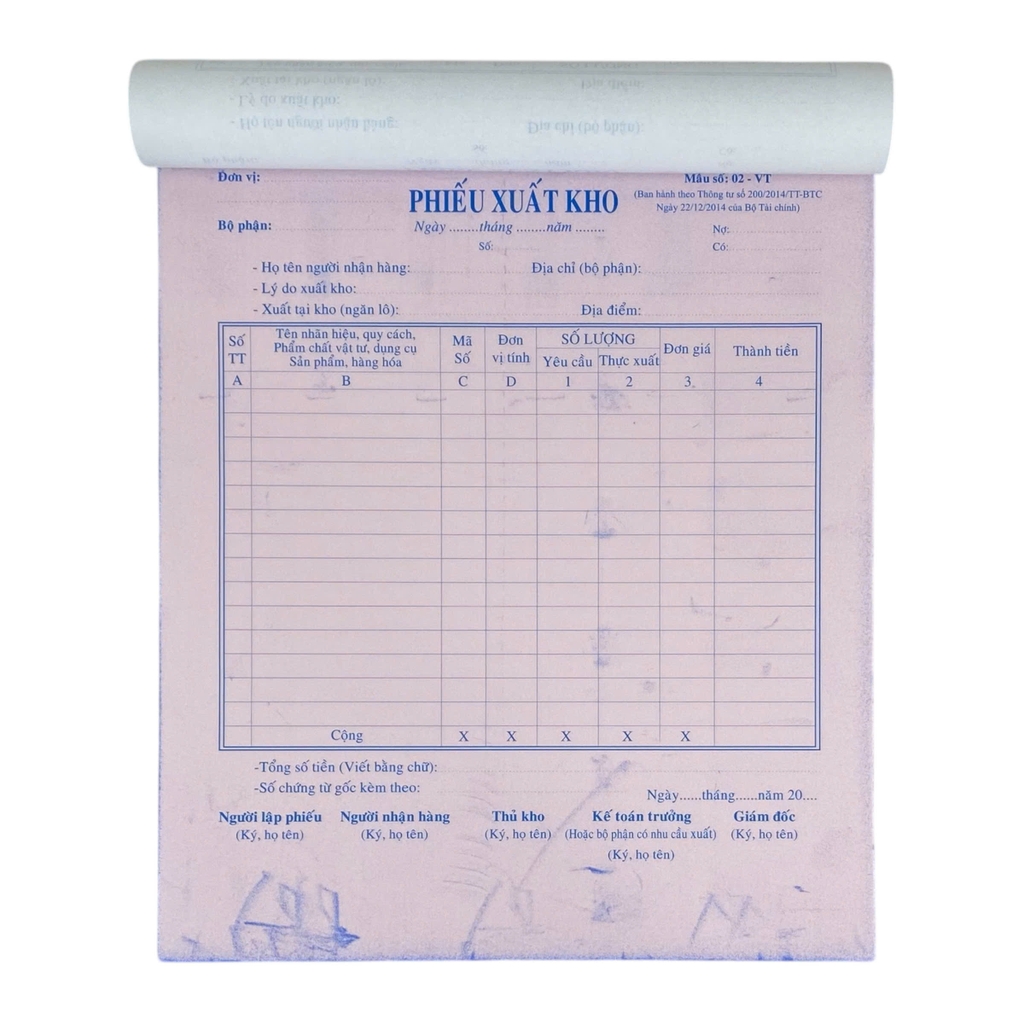 Đơn vị:
Mẫu số: 02 - VT
PHIẾU XUẤT KHO
(Ban hành theo Thông tư số 200/2014/TT-BTC
Ngày 22/12/2014 của Bộ Tài chính)
Bộ phận:
Ngày ........tháng ........năm ........
Nợ:
Số:
Có:
- Họ tên người nhận hàng: Địa chỉ (bộ phận):
- Lý do xuất kho:
- Xuất tại kho (ngăn lô): Địa điểm:
Số TT
Tên nhãn hiệu, quy cách,
Phẩm chất vật tư, dụng cụ
Sản phẩm, hàng hóa
Mã Số
Đơn vị tính
SỐ LƯỢNG
Yêu cầu Thực xuất
Đơn giá
Thành tiền
A B C D 1 2 3 4
Cộng X X X X X
-Tổng số tiền (Viết bằng chữ):
-Số chứng từ gốc kèm theo:
Ngày......tháng......năm 20....
Người lập phiếu Người nhận hàng Thủ kho Kế toán trưởng Giám đốc
(Ký, họ tên) (Ký, họ tên) (Ký, họ tên) (Hoặc bộ phận có nhu cầu xuất) (Ký, họ tên)
(Ký, họ tên)